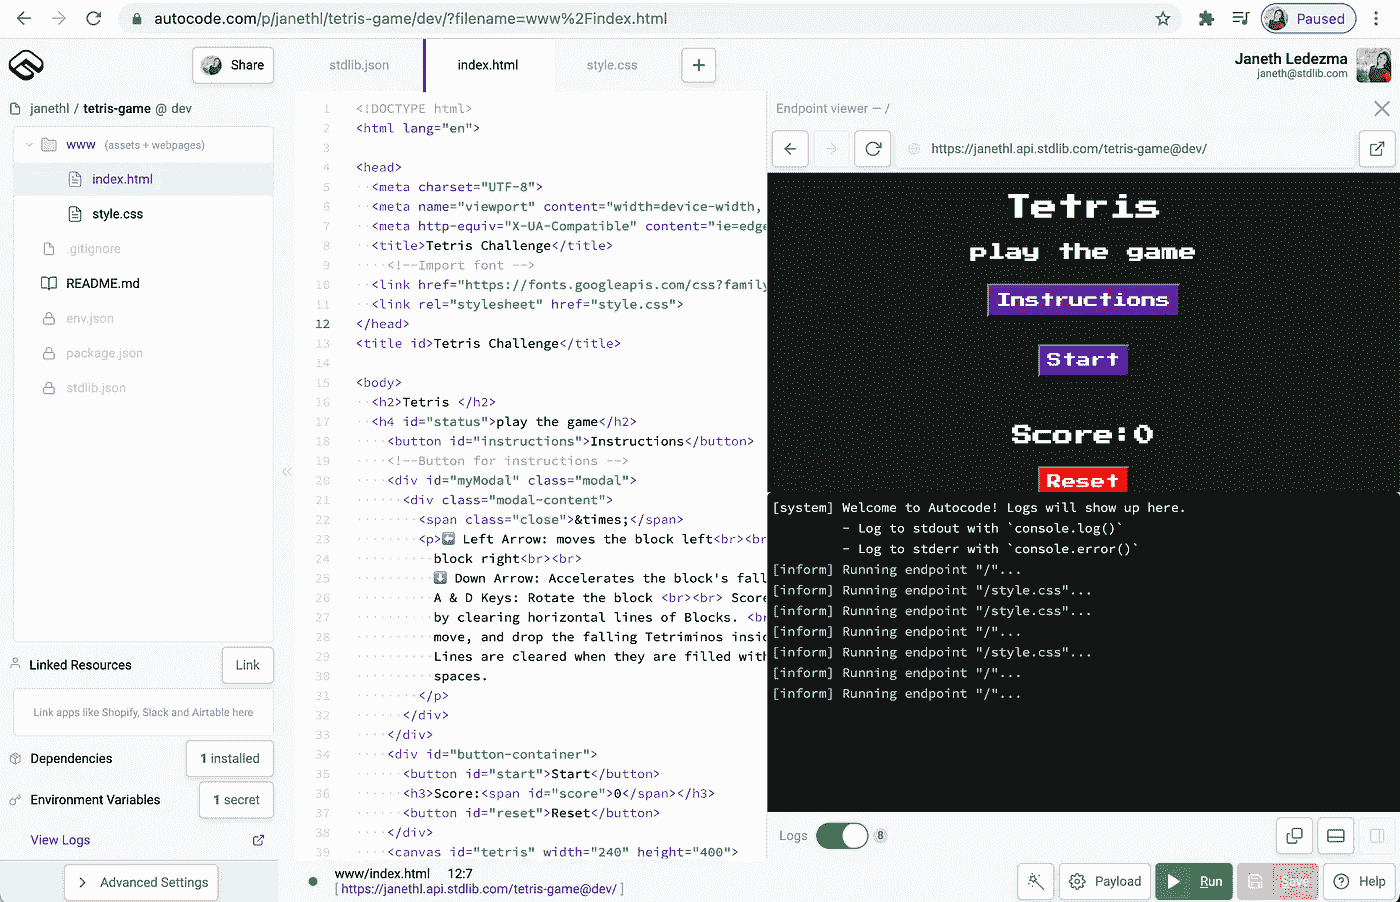 autocode.com/p/janethl/tetris-game/dev/?filename=www%2Findex.html
Paused
Share
stdlib.json
index.html
style.css
+
Janeth Ledezma
janeth@stdlib.com
janethl / tetris-game @ dev
www (assets + webpages)
index.html
style.css
.gitignore
README.md
env.json
package.json
stdlib.json
Linked Resources
Link
Link apps like Shopify, Slack and Airtable here
Dependencies
1 installed
Environment Variables
1 secret
View Logs
Advanced Settings
1 <!DOCTYPE html>
2 <html lang="en">
3
4 <head>
5 <meta charset="UTF-8">
6 <meta name="viewport" content="width=device-width,
7 <meta http-equiv="X-UA-Compatible" content="ie=edge
8 <title>Tetris Challenge</title>
9 <!--Import font -->
10 <link href="https://fonts.googleapis.com/css?family
11 <link rel="stylesheet" href="style.css">
12 </head>
13 <title id>Tetris Challenge</title>
14
15 <body>
16 <h2>Tetris </h2>
17 <h4 id="status">play the game</h2>
18 <button id="instructions">Instructions</button>
19 <!--Button for instructions -->
20 <div id="myModal" class="modal">
21 <div class="modal-content">
22 <span class="close">&times;</span>
23 <p>⬅️ Left Arrow: moves the block left<br><br
24 block right<br><br>
25 ⬇️ Down Arrow: Accelerates the block's fall
26 A & D Keys: Rotate the block <br><br> Score
27 by clearing horizontal lines of Blocks. <br
28 move, and drop the falling Tetriminos insid
29 Lines are cleared when they are filled with
30 spaces.
31 </p>
32 </div>
33 </div>
34 <div id="button-container">
35 <button id="start">Start</button>
36 <h3>Score:<span id="score">0</span></h3>
37 <button id="reset">Reset</button>
38 </div>
39 <canvas id="tetris" width="240" height="400">
www/index.html 12:7
[ https://janethl.api.stdlib.com/tetris-game@dev/ ]
Endpoint viewer — /
https://janethl.api.stdlib.com/tetris-game@dev/
Tetris
play the game
Instructions
Start
Score:0
Reset
[system] Welcome to Autocode! Logs will show up here.
- Log to stdout with `console.log()`
- Log to stderr with `console.error()`
[inform] Running endpoint "/"...
[inform] Running endpoint "/style.css"...
[inform] Running endpoint "/style.css"...
[inform] Running endpoint "/"...
[inform] Running endpoint "/style.css"...
[inform] Running endpoint "/"...
[inform] Running endpoint "/"...
Logs
8
Payload
Run
Save
Help